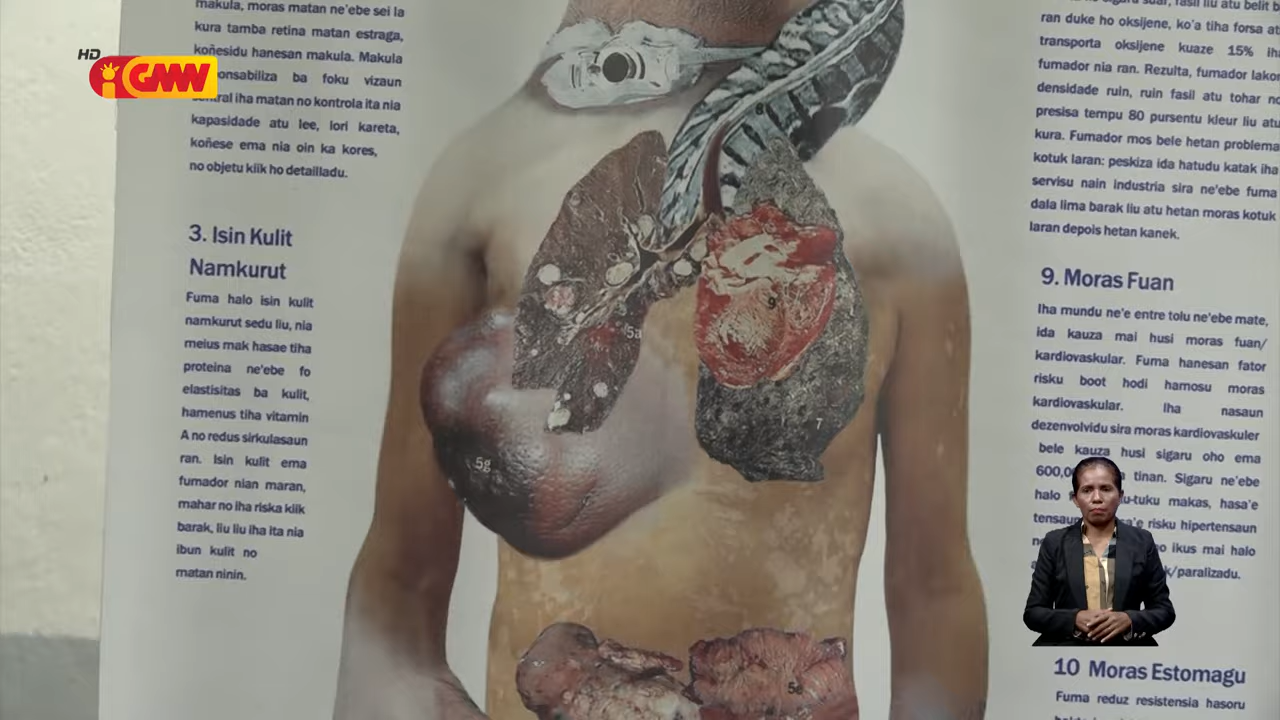 HD
GMW
makula, moras matan ne'ebe sei la
kura tamba retina matan estraga,
koñesidu hanesan makula. Makula
ba foku vizaun
iha matan no kontrola ita nia
kapasidade atu lee, lori kareta,
koñese ema nia oin ka kores,
no objetu kiik ho detailladu.
3. Isin Kulit
Namkurut
Fuma halo isin kulit
namkurut sedu liu, nia
meius mak hasae tiha
proteina ne'ebe fo
elastisitas ba kulit,
hamenus tiha vitamin
A no redus sirkulasaun
ran. Isin kulit ema
fumador nian maran,
mahar no iha riska kiik
barak, liu liu iha ita nia
ibun kulit no
matan ninin.
8
5a
9
7
5g
5e
ran duke ho oksijene, ko'a tiha forsa
transporta oksijene kuaze 15%
fumador nia ran. Rezulta, fumador
densidade ruin, ruin fasil atu tohar
presisa tempu 80 pursentu kleur liu
kura. Fumador mos bele hetan
kotuk laran: peskiza ida hatudu katak iha
servisu nain industria sira ne'ebe fuma
dala lima barak liu atu hetan moras kotuk
laran depois hetan kanek.
9. Moras Fuan
Iha mundu ne'e entre tolu ne'ebe mate,
ida kauza mai husi moras fuan/
kardiovaskular. Fuma hanesan fator
risku boot hodi hamosu moras
kardiovaskular. Iha nasaun
dezenvolvidu sira moras kardiovaskuler
bele kauza husi sigaru oho ema
tinan. Sigaru ne'ebe
halo makas, hasa'e
risku hipertensaun
ikus mai halo
10 Moras Estomagu
Fuma reduz resistensia hasoru